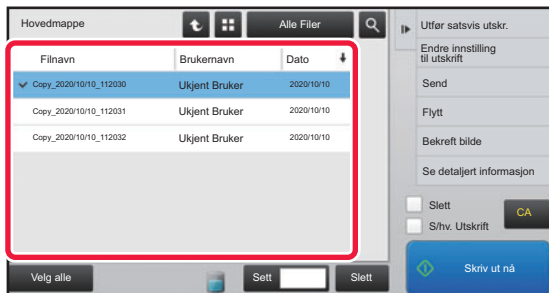 Hovedmappe
Alle Filer
Filnavn Brukernavn Dato
Copy_2020/10/10_112030 Ukjent Bruker 2020/10/10
Copy_2020/10/10_112031 Ukjent Bruker 2020/10/10
Copy_2020/10/10_112032 Ukjent Bruker 2020/10/10
Velg alle
Sett
Slett
Utfør satsvis utskr.
Endre innstilling
til utskrift
Send
Flytt
Bekreft bilde
Se detaljert informasjon
Slett
S/hv. Utskrift
CA
Skriv ut nå